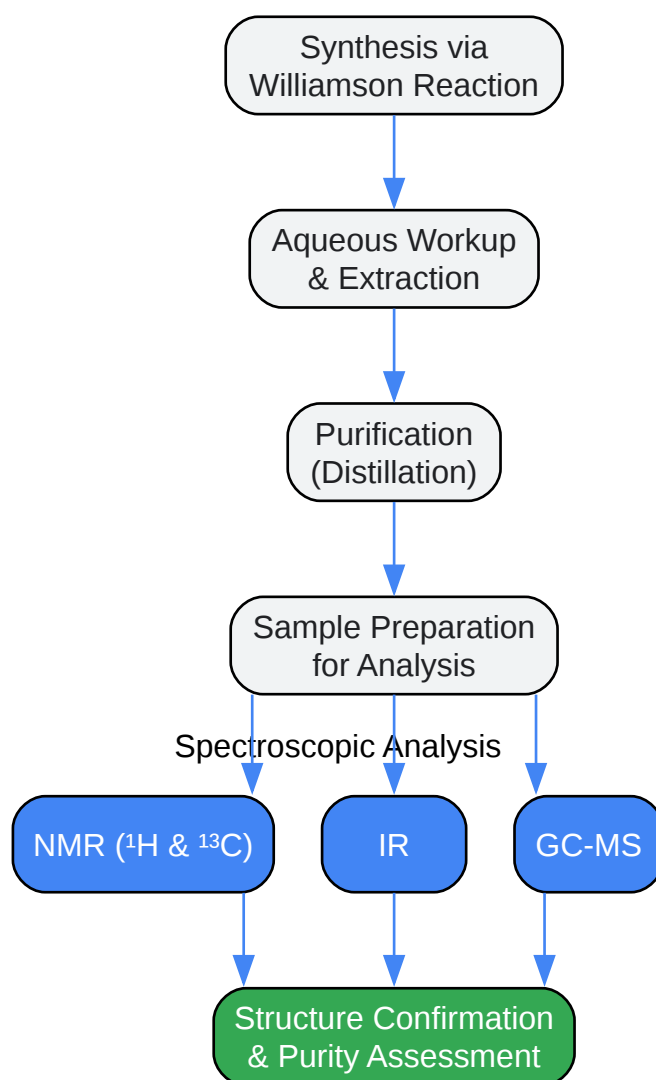 Synthesis via
Williamson Reaction
Aqueous Workup
& Extraction
Purification
(Distillation)
Sample Preparation
for Analysis
Spectroscopic Analysis
NMR (¹H & ¹³C)
IR
GC-MS
Structure Confirmation
& Purity Assessment